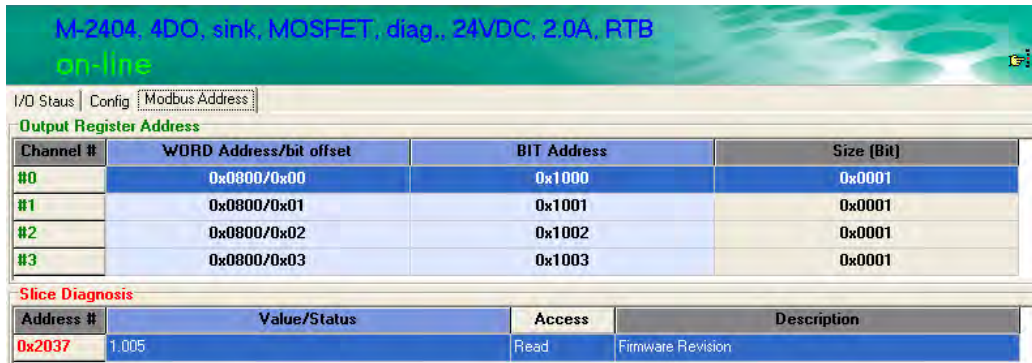 M-2404, 4DO, sink, MOSFET, diag., 24VDC, 2.0A, RTB
on-line
I/O Staus Config Modbus Address
Output Register Address
Channel # WORD Address/bit offset BIT Address Size (Bit)
#0 0x0800/0x00 0x1000 0x0001
#1 0x0800/0x01 0x1001 0x0001
#2 0x0800/0x02 0x1002 0x0001
#3 0x0800/0x03 0x1003 0x0001
Slice Diagnosis
Address # Value/Status Access Description
0x2037 1.005 Read Firmware Revision